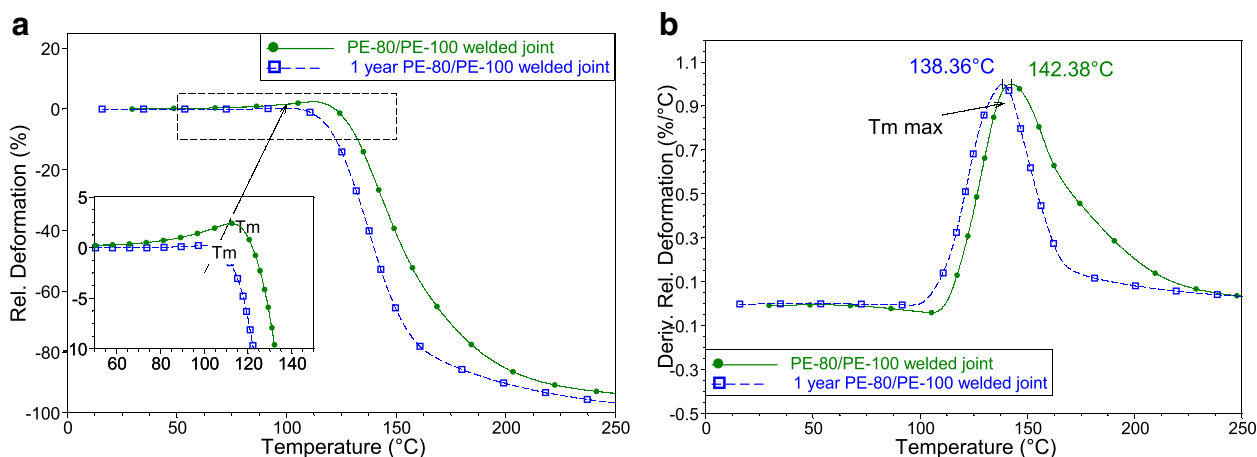 a
PE-80/PE-100 welded joint
1 year PE-80/PE-100 welded joint
Rel. Deformation (%)
20
0
-20
-40
-60
-80
-100
5
0
-5
-10
60 80 100 120 140
Tm
Tm
0 50 100 150 200 250
Temperature (°C)
b
138.36°C 142.38°C
Tm max
Deriv. Rel. Deformation (%/°C)
1.1
0.9
0.7
0.5
0.3
0.1
-0.1
-0.3
-0.5
PE-80/PE-100 welded joint
1 year PE-80/PE-100 welded joint
0 50 100 150 200 250
Temperature (°C)